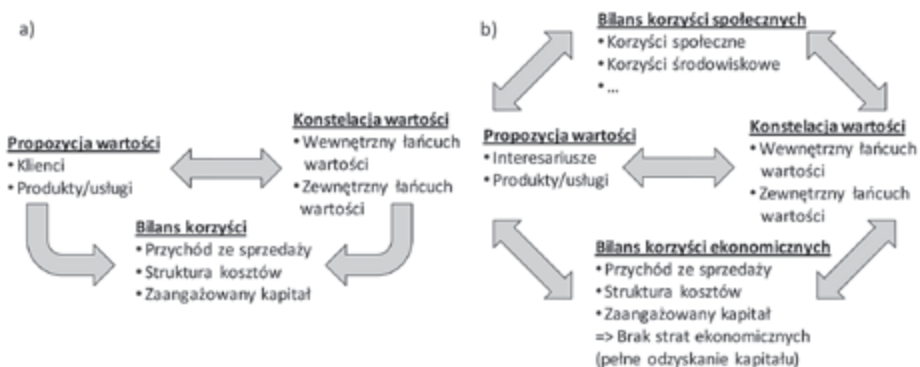 a)
Propozycja wartości
• Klienci
• Produkty/usługi
Konstelacja wartości
• Wewnętrzny łańcuch
wartości
• Zewnętrzny łańcuch
wartości
Bilans korzyści
• Przychód ze sprzedaży
• Struktura kosztów
• Zaangażowany kapitał
b)
Bilans korzyści społecznych
• Korzyści społeczne
• Korzyści środowiskowe
• ...
Propozycja wartości
• Interesariusze
• Produkty/usługi
Konstelacja wartości
• Wewnętrzny łańcuch
wartości
• Zewnętrzny łańcuch
wartości
Bilans korzyści ekonomicznych
• Przychód ze sprzedaży
• Struktura kosztów
• Zaangażowany kapitał
=> Brak strat ekonomicznych
(pełne odzyskanie kapitału)